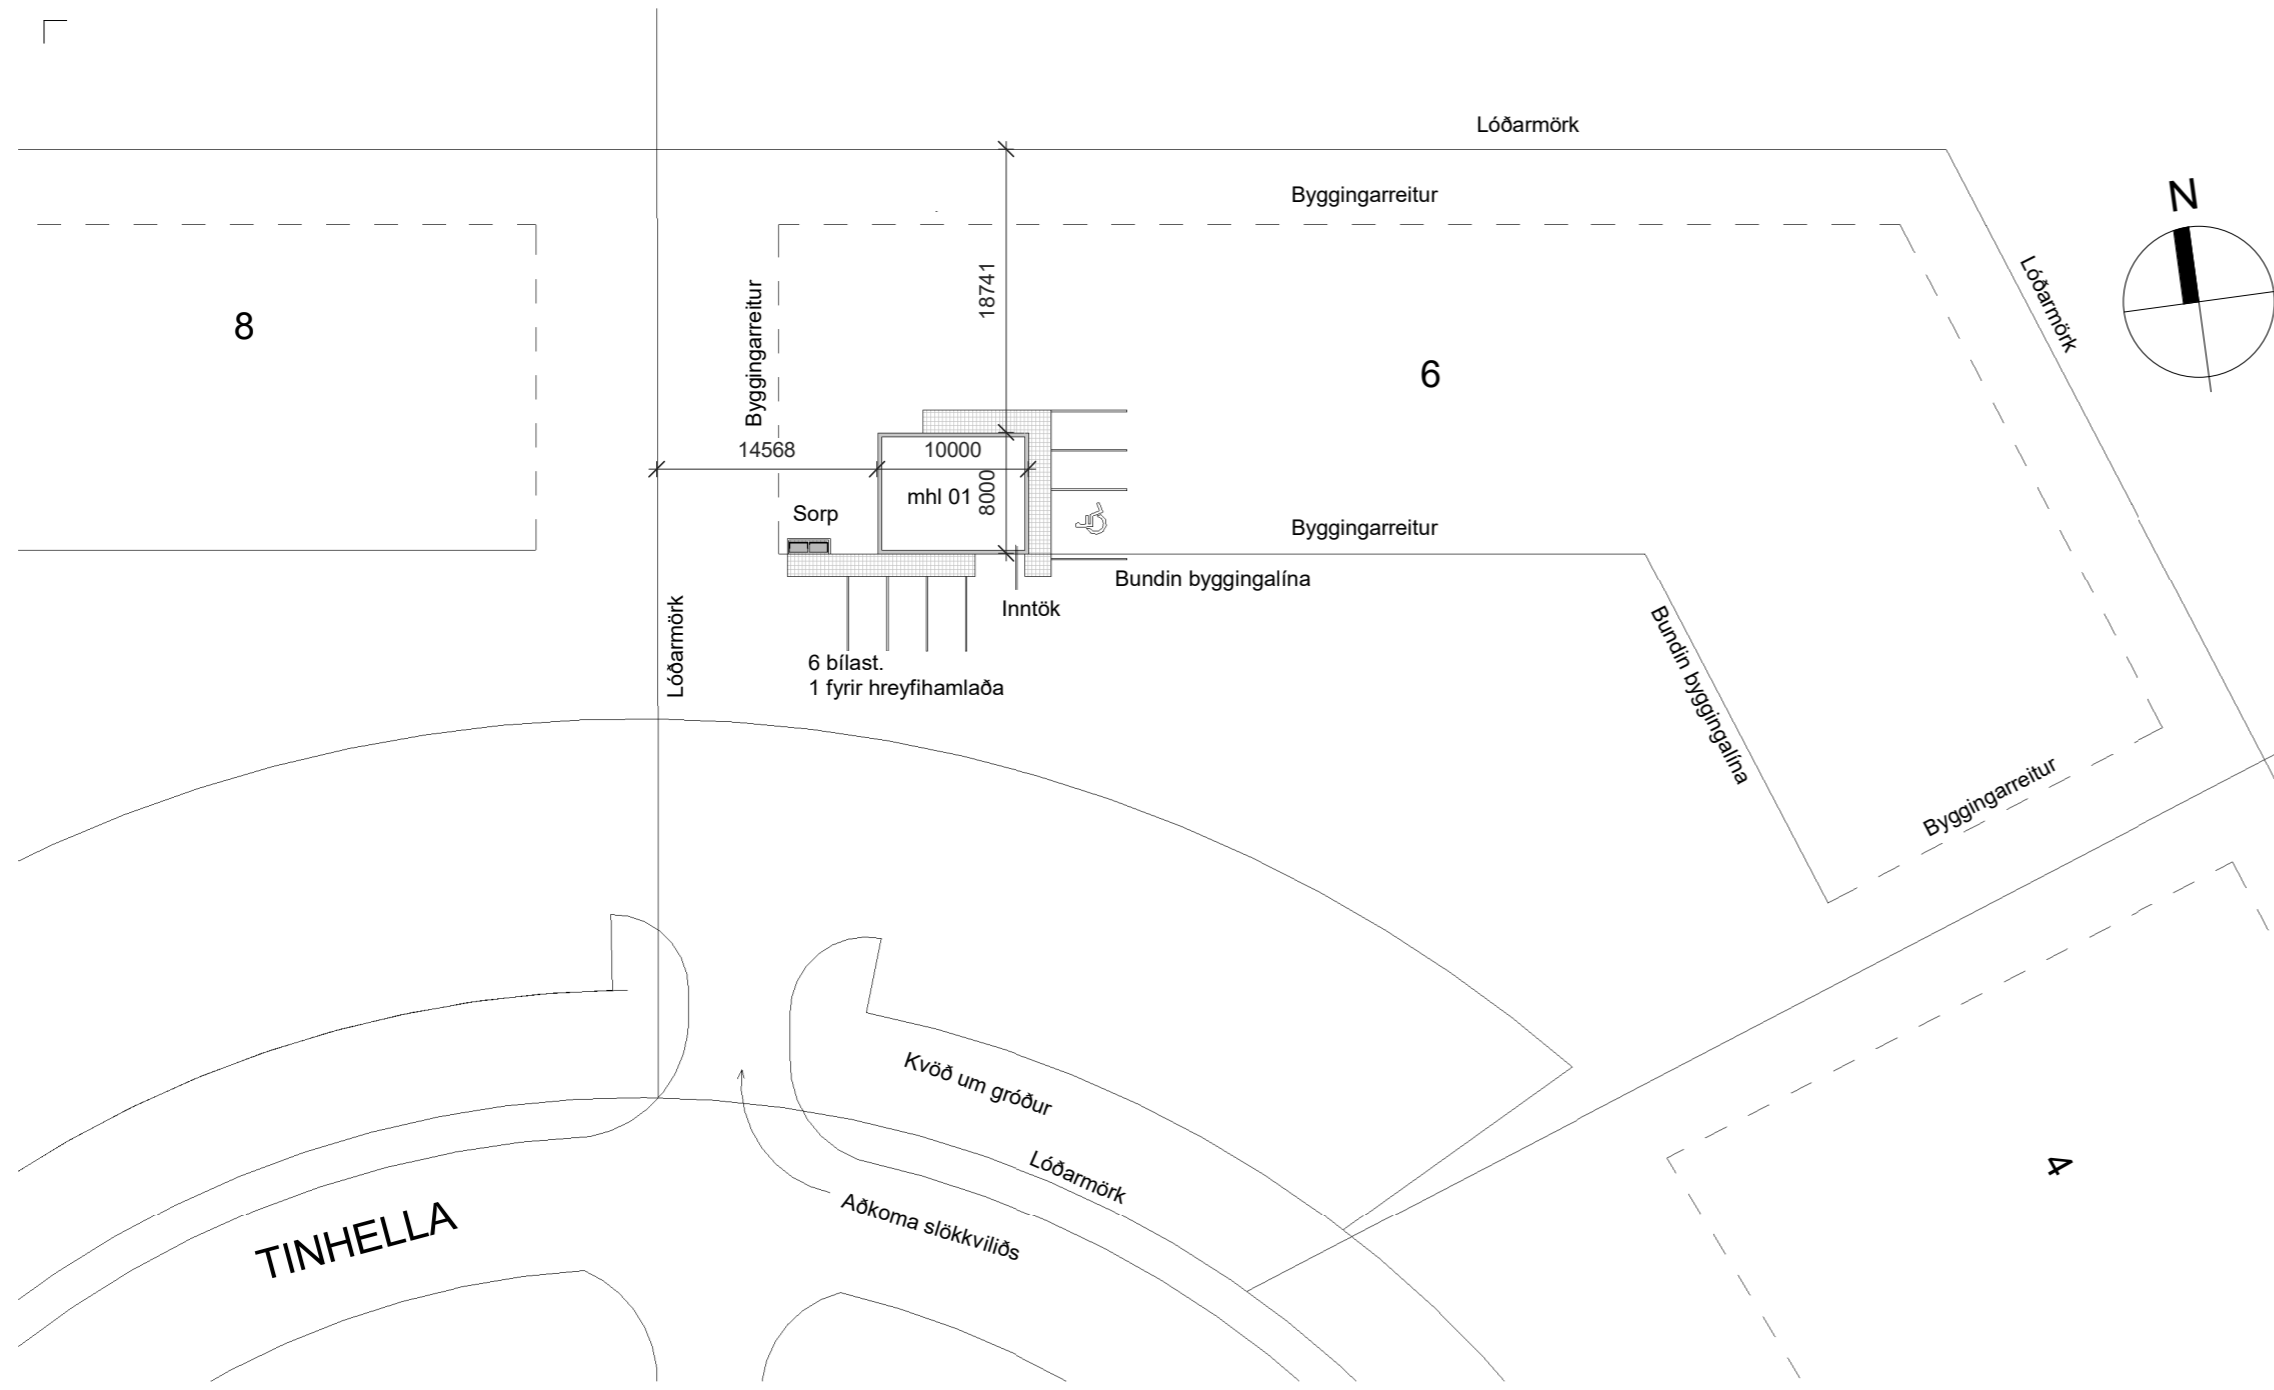 Lóðarmörk
Byggingarreitur
N
Lóðarmörk
8
Byggingarreitur
18741
6
14568
10000
mhl 01
8000
Sorp
Byggingarreitur
Bundin byggingalína
Inntök
Lóðarmörk
6 bílast.
1 fyrir hreyfihamlaða
Bundin byggingalína
Byggingarreitur
Kvöð um gróður
Lóðarmörk
Aðkoma slökkviliðs
TINHELLA
4